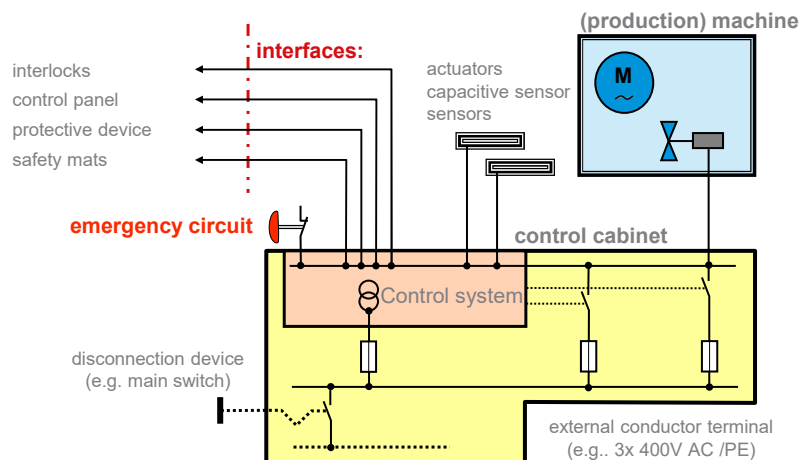 (production) machine
interfaces:
interlocks
control panel
protective device
safety mats
actuators
capacitive sensor
sensors
M
~
emergency circuit
control cabinet
Control system
disconnection device
(e.g. main switch)
external conductor terminal
(e.g.. 3x 400V AC /PE)